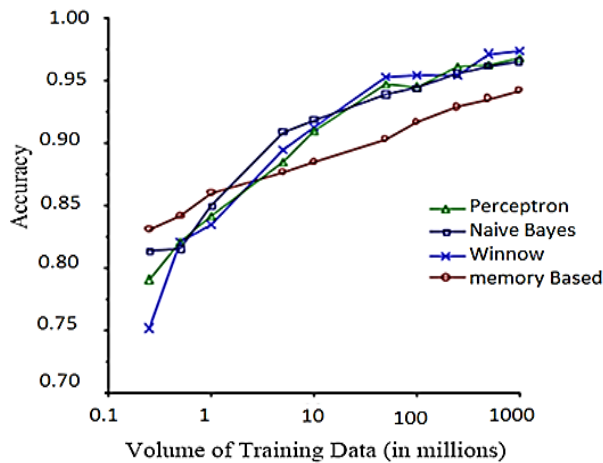 1.00
0.95
0.90
0.85
0.80
0.75
0.70
Accuracy
Perceptron
Naive Bayes
Winnow
memory Based
0.1 1 10 100 1000
Volume of Training Data (in millions)